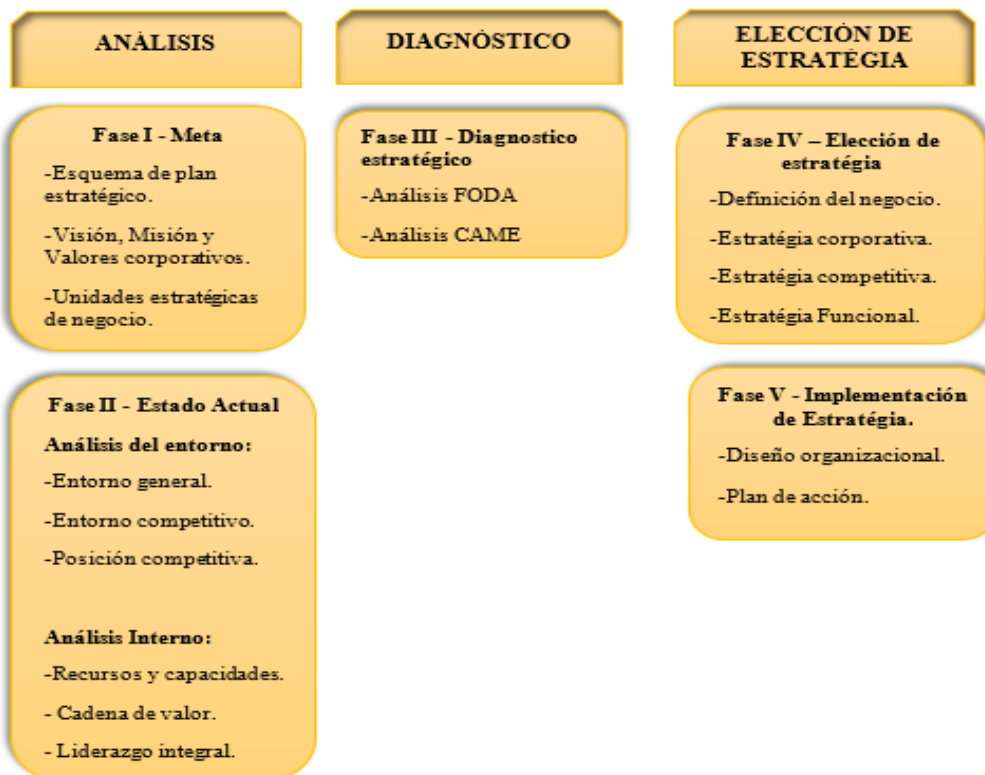 ANÁLISIS
Fase I - Meta
-Esquema de plan
estratégico.
-Visión, Misión y
Valores corporativos.
-Unidades estratégicas
de negocio.
Fase II - Estado Actual
Análisis del entorno:
-Entorno general.
-Entorno competitivo.
-Posición competitiva.
Análisis Interno:
-Recursos y capacidades.
- Cadena de valor.
- Liderazgo integral.
DIAGNÓSTICO
Fase III - Diagnostico
estratégico
-Análisis FODA
-Análisis CAME
ELECCIÓN DE
ESTRATÉGIA
Fase IV – Elección de
estratégia
-Definición del negocio.
-Estratégia corporativa.
-Estratégia competitiva.
-Estratégia Funcional.
Fase V - Implementación
de Estratégia.
-Diseño organizacional.
-Plan de acción.